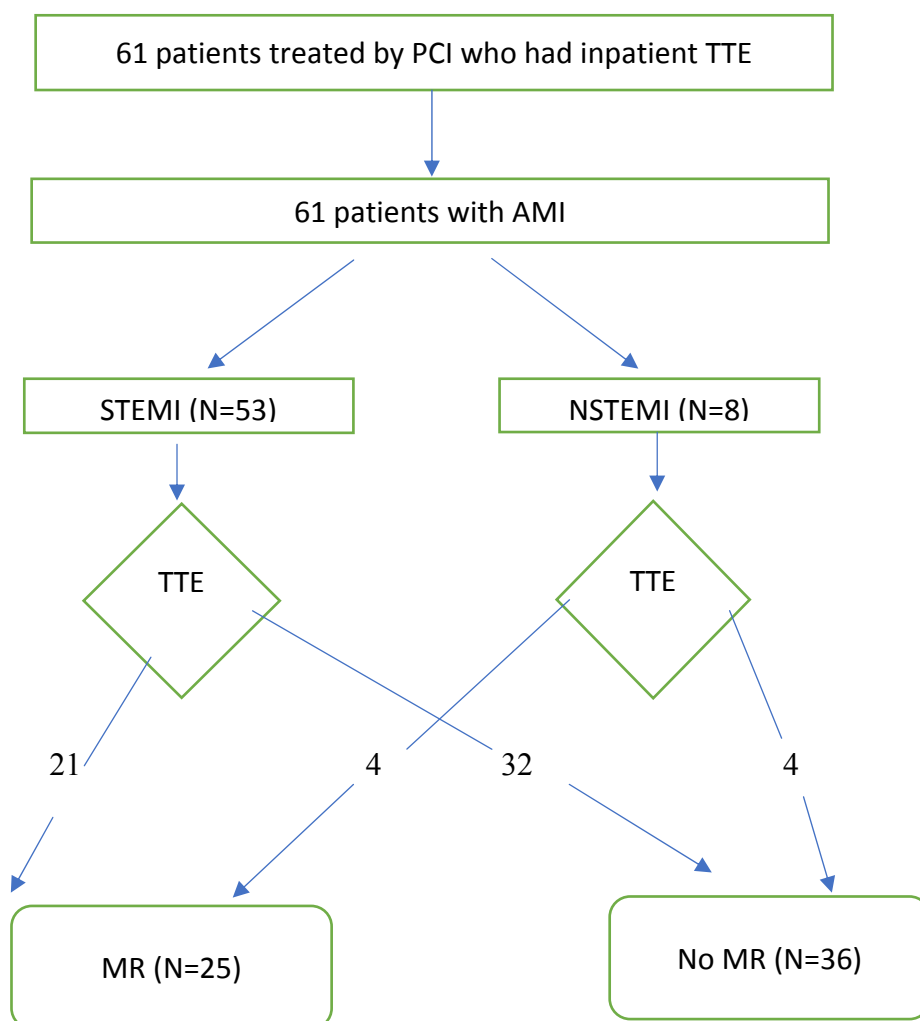 61 patients treated by PCI who had inpatient TTE
61 patients with AMI
STEMI (N=53)
NSTEMI (N=8)
TTE
TTE
21
4
32
4
MR (N=25)
No MR (N=36)